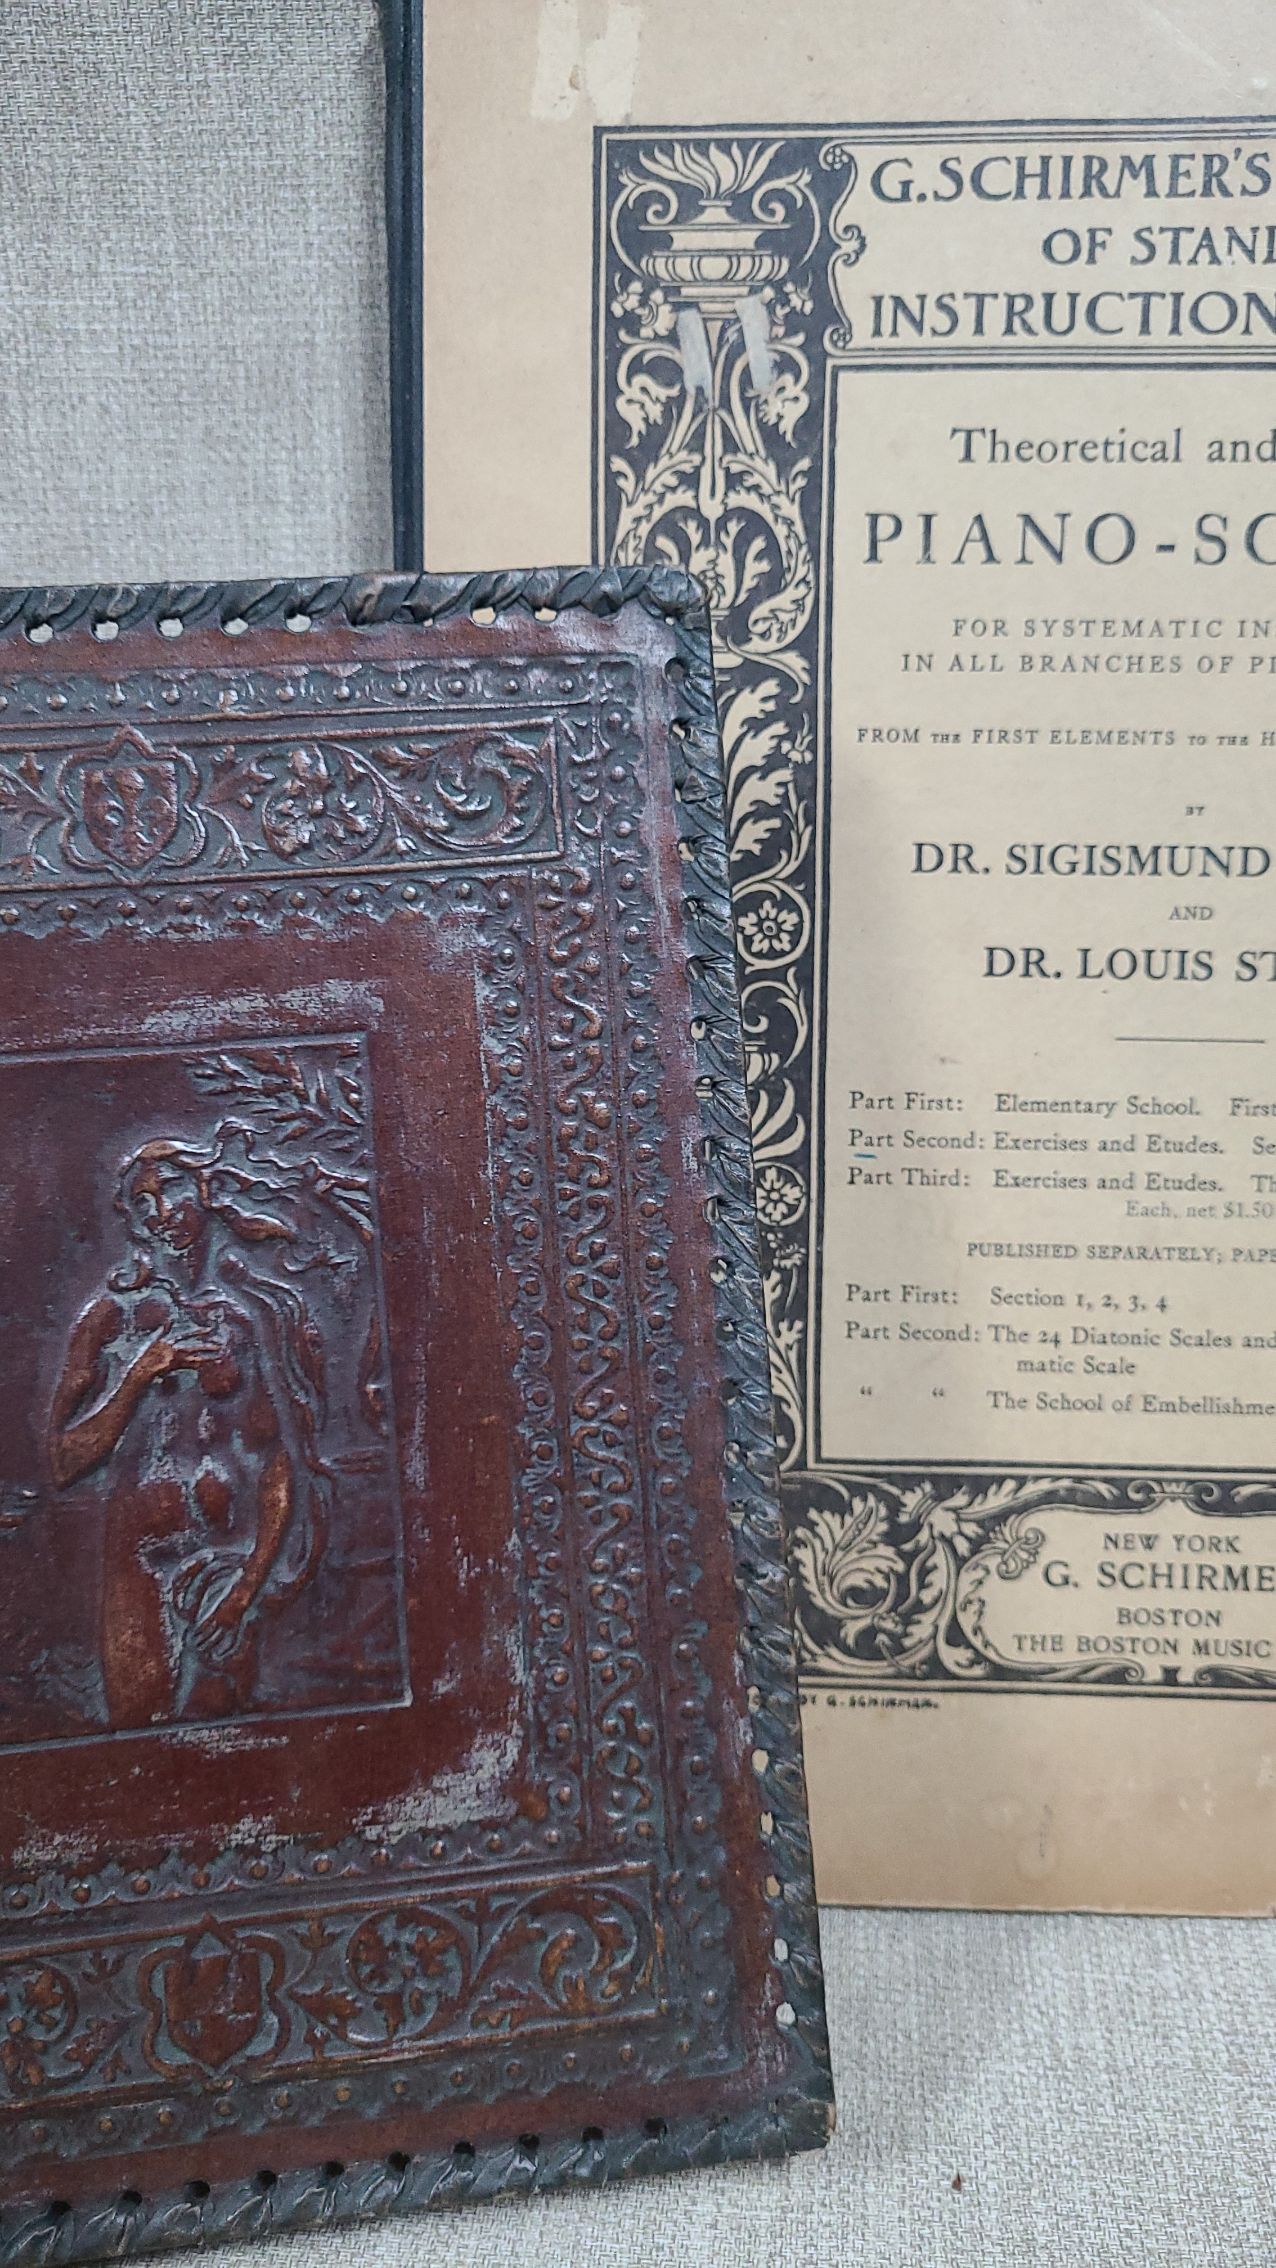 G. SCHIRMER'S
OF STAND
INSTRUCTION
Theoretical and
PIANO-SC
FOR SYSTEMATIC IN
IN ALL BRANCHES OF PI
FROM THE FIRST ELEMENTS TO THE H
BY
DR. SIGISMUND
AND
DR. LOUIS ST
Part First: Elementary School. First
Part Second: Exercises and Etudes. Se
Part Third: Exercises and Etudes. Th
Each, net $1.50
PUBLISHED SEPARATELY; PAPE
Part First: Section 1, 2, 3, 4
Part Second: The 24 Diatonic Scales and
matic Scale
“ “ The School of Embellishme
NEW YORK
G. SCHIRME
BOSTON
THE BOSTON MUSIC
BY G. SCHIRMER.